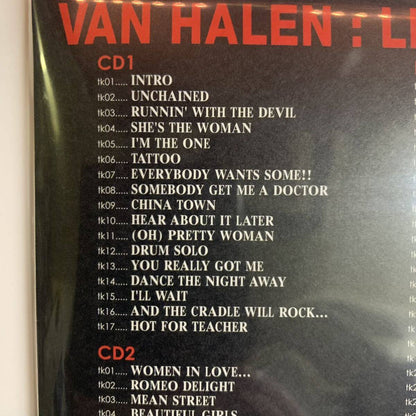 VAN HALEN : L
CD1
tk01..... INTRO
tk02..... UNCHAINED
tk03..... RUNNIN' WITH THE DEVIL
tk04..... SHE'S THE WOMAN
tk05..... I'M THE ONE
tk06..... TATTOO
tk07..... EVERYBODY WANTS SOME!!
tk08..... SOMEBODY GET ME A DOCTOR
tk09..... CHINA TOWN
tk10..... HEAR ABOUT IT LATER
tk11..... (OH) PRETTY WOMAN
tk12..... DRUM SOLO
tk13..... YOU REALLY GOT ME
tk14..... DANCE THE NIGHT AWAY
tk15..... I'LL WAIT
tk16..... AND THE CRADLE WILL ROCK...
tk17..... HOT FOR TEACHER
CD2
tk01..... WOMEN IN LOVE...
tk02..... ROMEO DELIGHT
tk03..... MEAN STREET
tk04..... BEAUTIFUL GIRLS